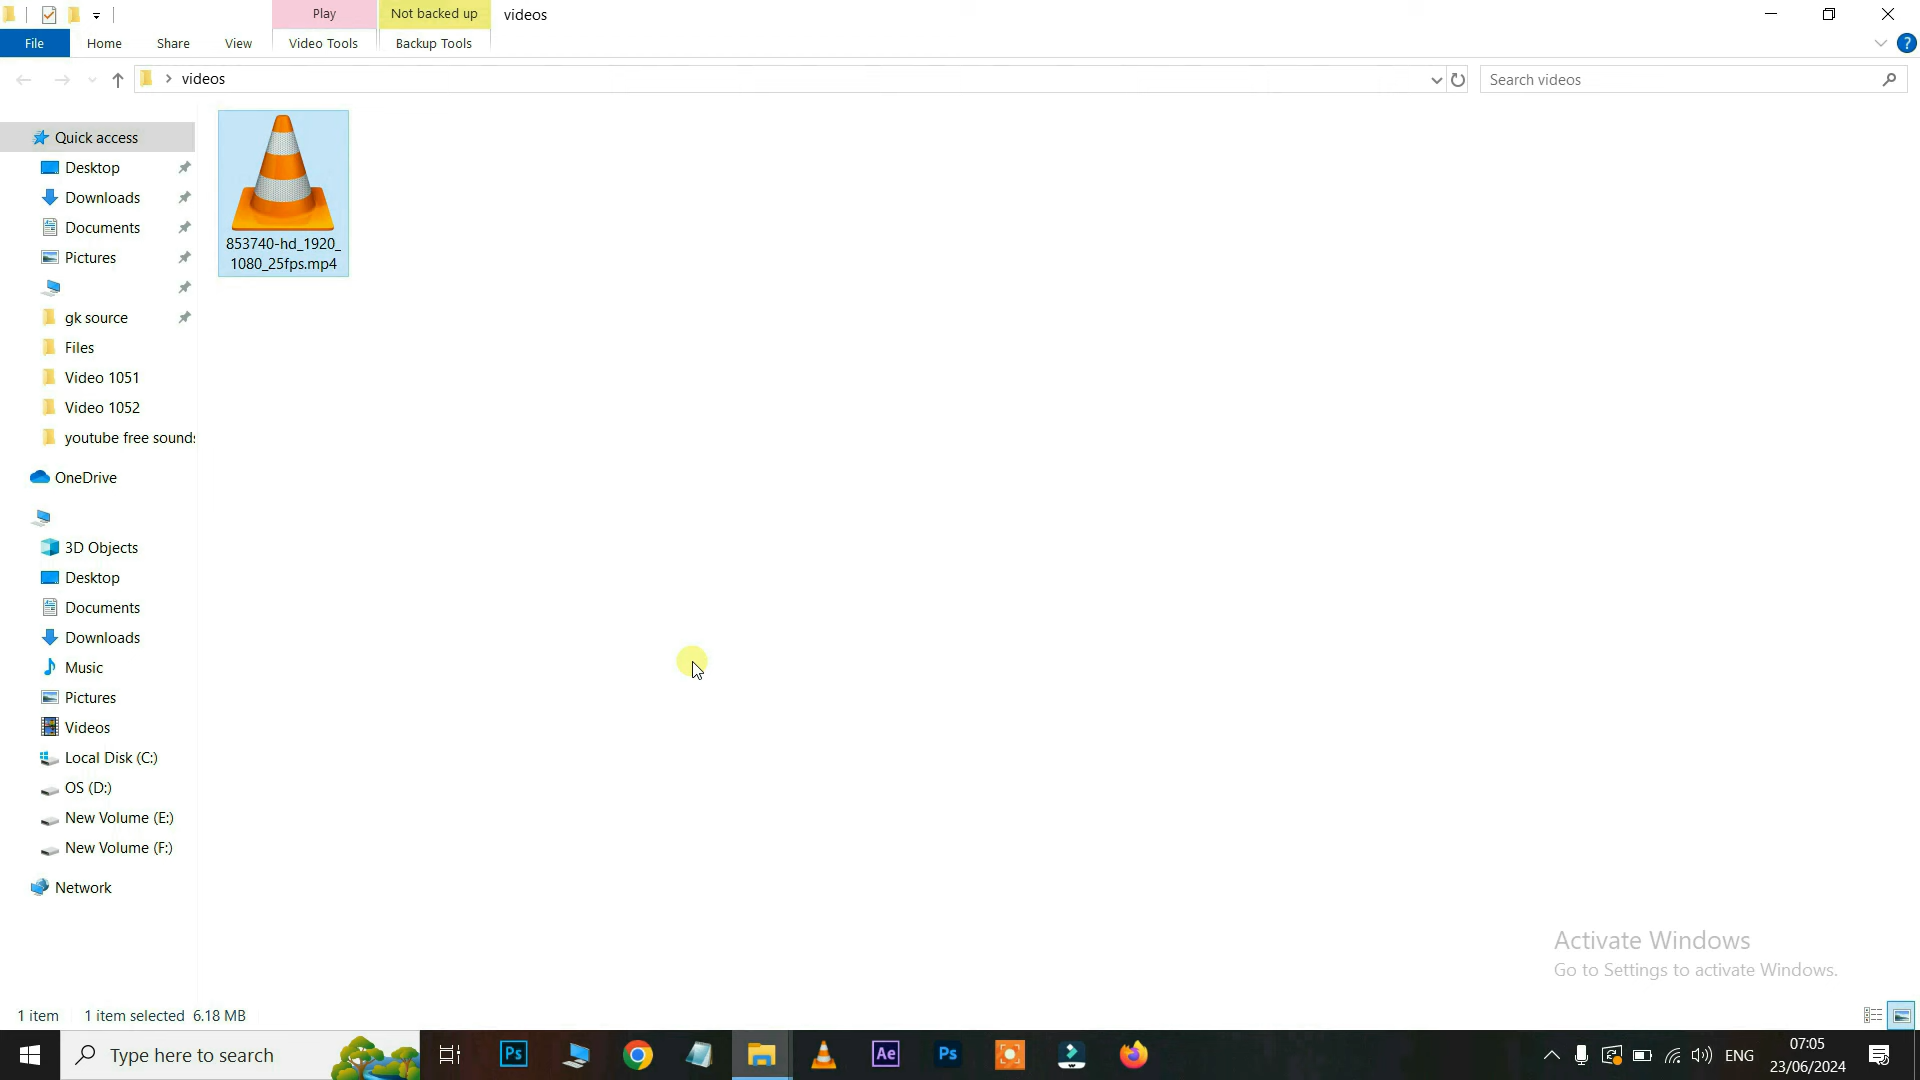 Play
Not backed up
videos
File
Home
Share
View
Video Tools
Backup Tools
?
videos
Search videos
Quick access
Desktop
Downloads
Documents
Pictures
gk source
Files
Video 1051
Video 1052
youtube free sound
OneDrive
3D Objects
Desktop
Documents
Downloads
Music
Pictures
Videos
Local Disk (C:)
OS (D:)
New Volume (E:)
New Volume (F:)
Network
853740-hd_1920_
1080_25fps.mp4
Activate Windows
Go to Settings to activate Windows.
1 item
1 item selected 6.18 MB
Type here to search
Ps
Ae
Ps
ENG
07:05
23/06/2024